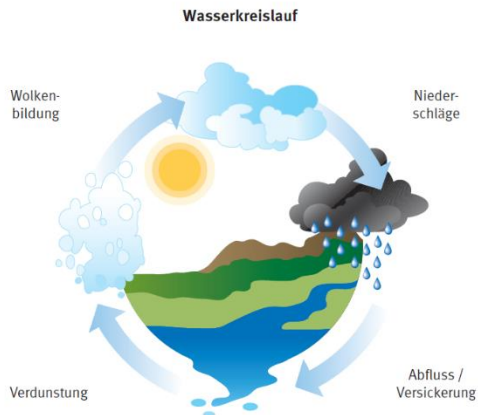 Wasserkreislauf
Wolken-
bildung
Nieder-
schläge
Verdunstung
Abfluss /
Versickerung